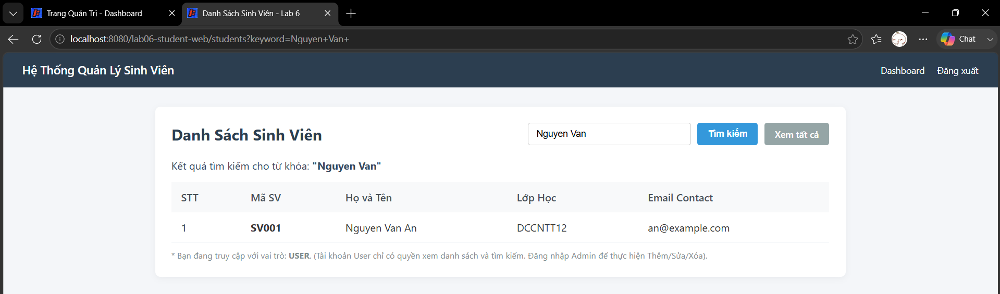 Trang Quản Trị - Dashboard
Danh Sách Sinh Viên - Lab 6
localhost:8080/lab06-student-web/students?keyword=Nguyen+Van+
Chat
Hệ Thống Quản Lý Sinh Viên
Dashboard Đăng xuất
Danh Sách Sinh Viên
Nguyen Van
Tìm kiếm
Xem tất cả
Kết quả tìm kiếm cho từ khóa: "Nguyen Van"
STT Mã SV Họ và Tên Lớp Học Email Contact
1 SV001 Nguyen Van An DCCNTT12 an@example.com
* Bạn đang truy cập với vai trò: USER. (Tài khoản User chỉ có quyền xem danh sách và tìm kiếm. Đăng nhập Admin để thực hiện Thêm/Sửa/Xóa).